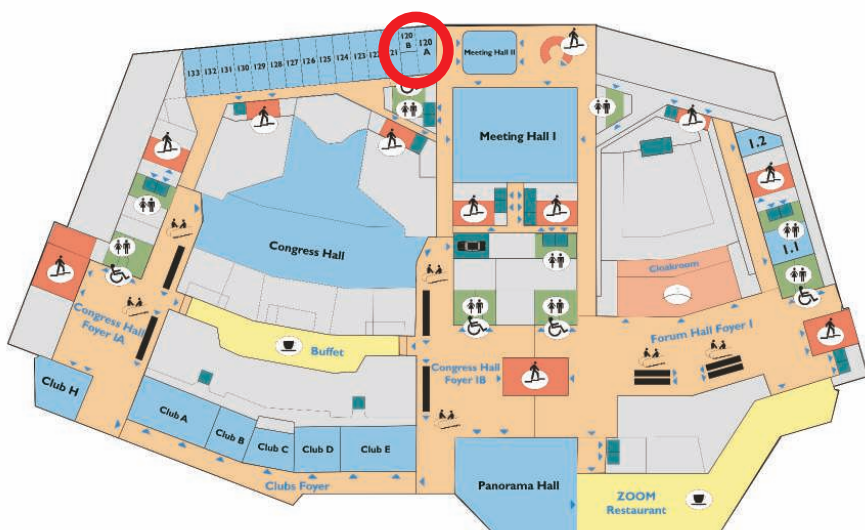 120
B
120
A
133
132
131
130
129
128
127
126
125
124
123
122
121
Meeting Hall II
Meeting Hall I
1.2
1.1
Congress Hall
Cloakroom
Congress Hall
Foyer IA
Buffet
Congress Hall
Foyer IB
Forum Hall Foyer I
Club H
Club A
Club B
Club C
Club D
Club E
Clubs Foyer
Panorama Hall
ZOOM
Restaurant